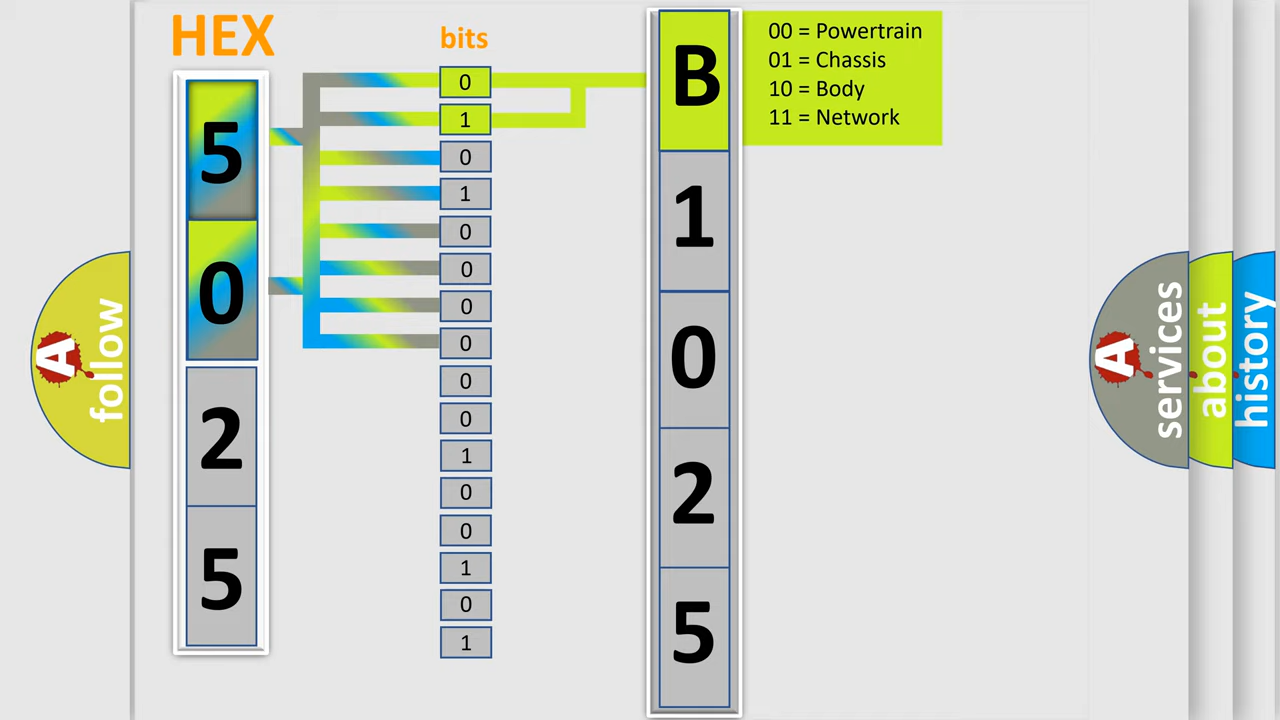 HEX
bits
5
0
2
5
0
1
0
1
0
0
0
0
0
0
1
0
0
1
0
1
B
1
0
2
5
00 = Powertrain
01 = Chassis
10 = Body
11 = Network
A
follow
A
services
about
history